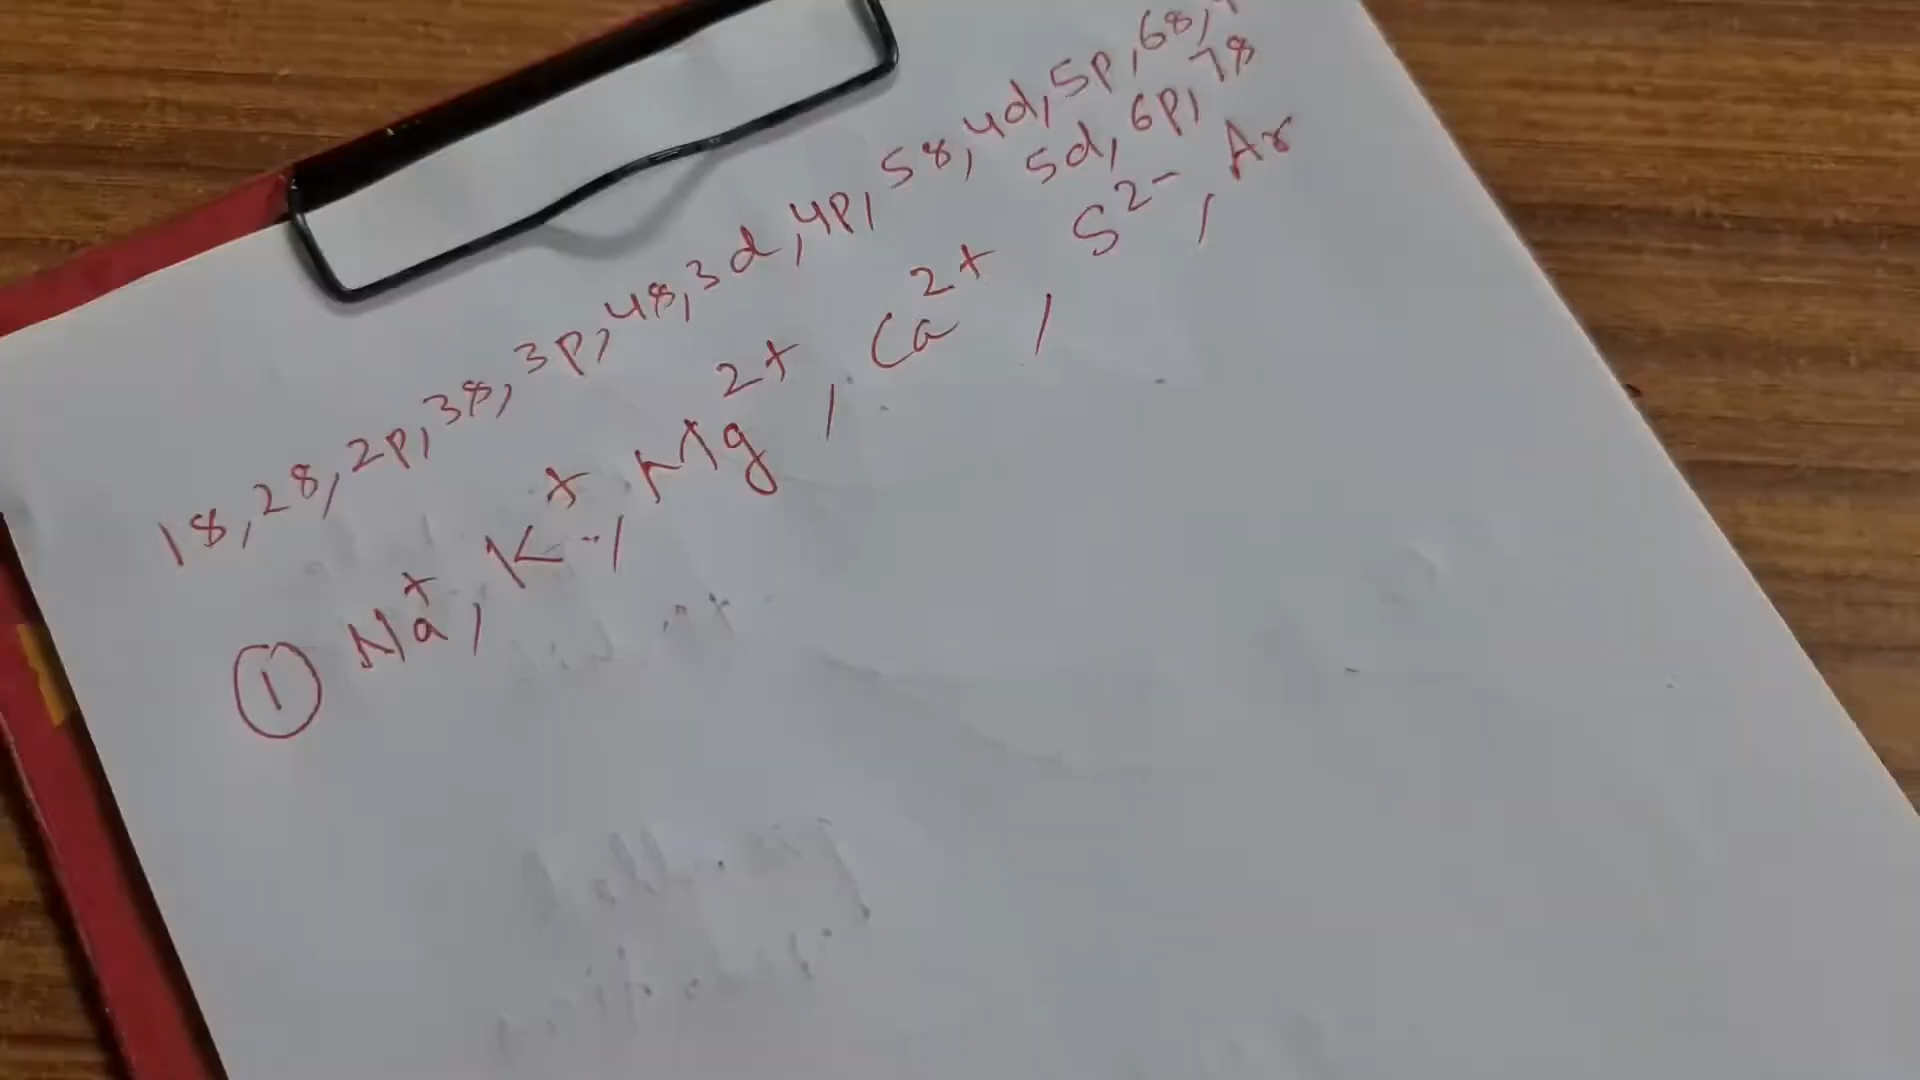 1s, 2s, 2p, 3s, 3p, 4s, 3d, 4p, 5s, 4d, 5p, 6s,
5d, 6p, 7s
① Na⁺, K⁺, Mg²⁺, Ca²⁺, S²⁻, Ar